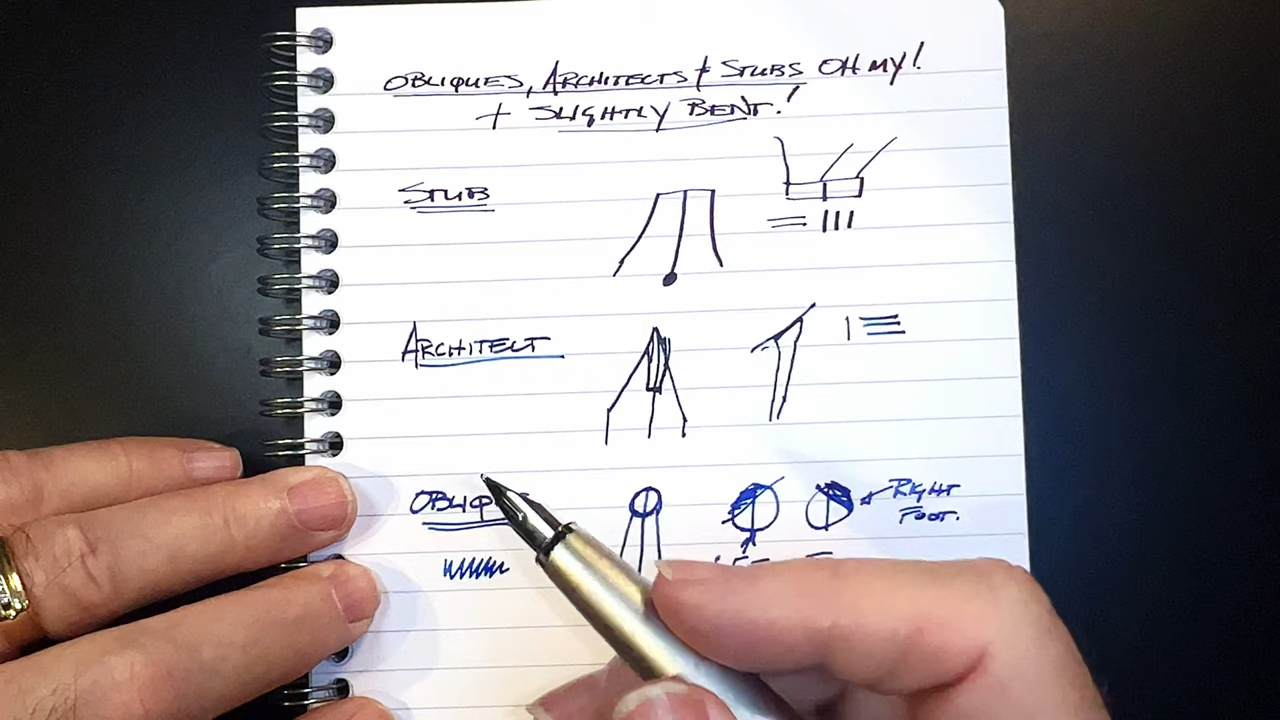 OBLIQUES, ARCHITECTS & STUBS OH MY!
+ SLIGHTLY BENT!
STUB
ARCHITECT
RIGHT
FOOT.